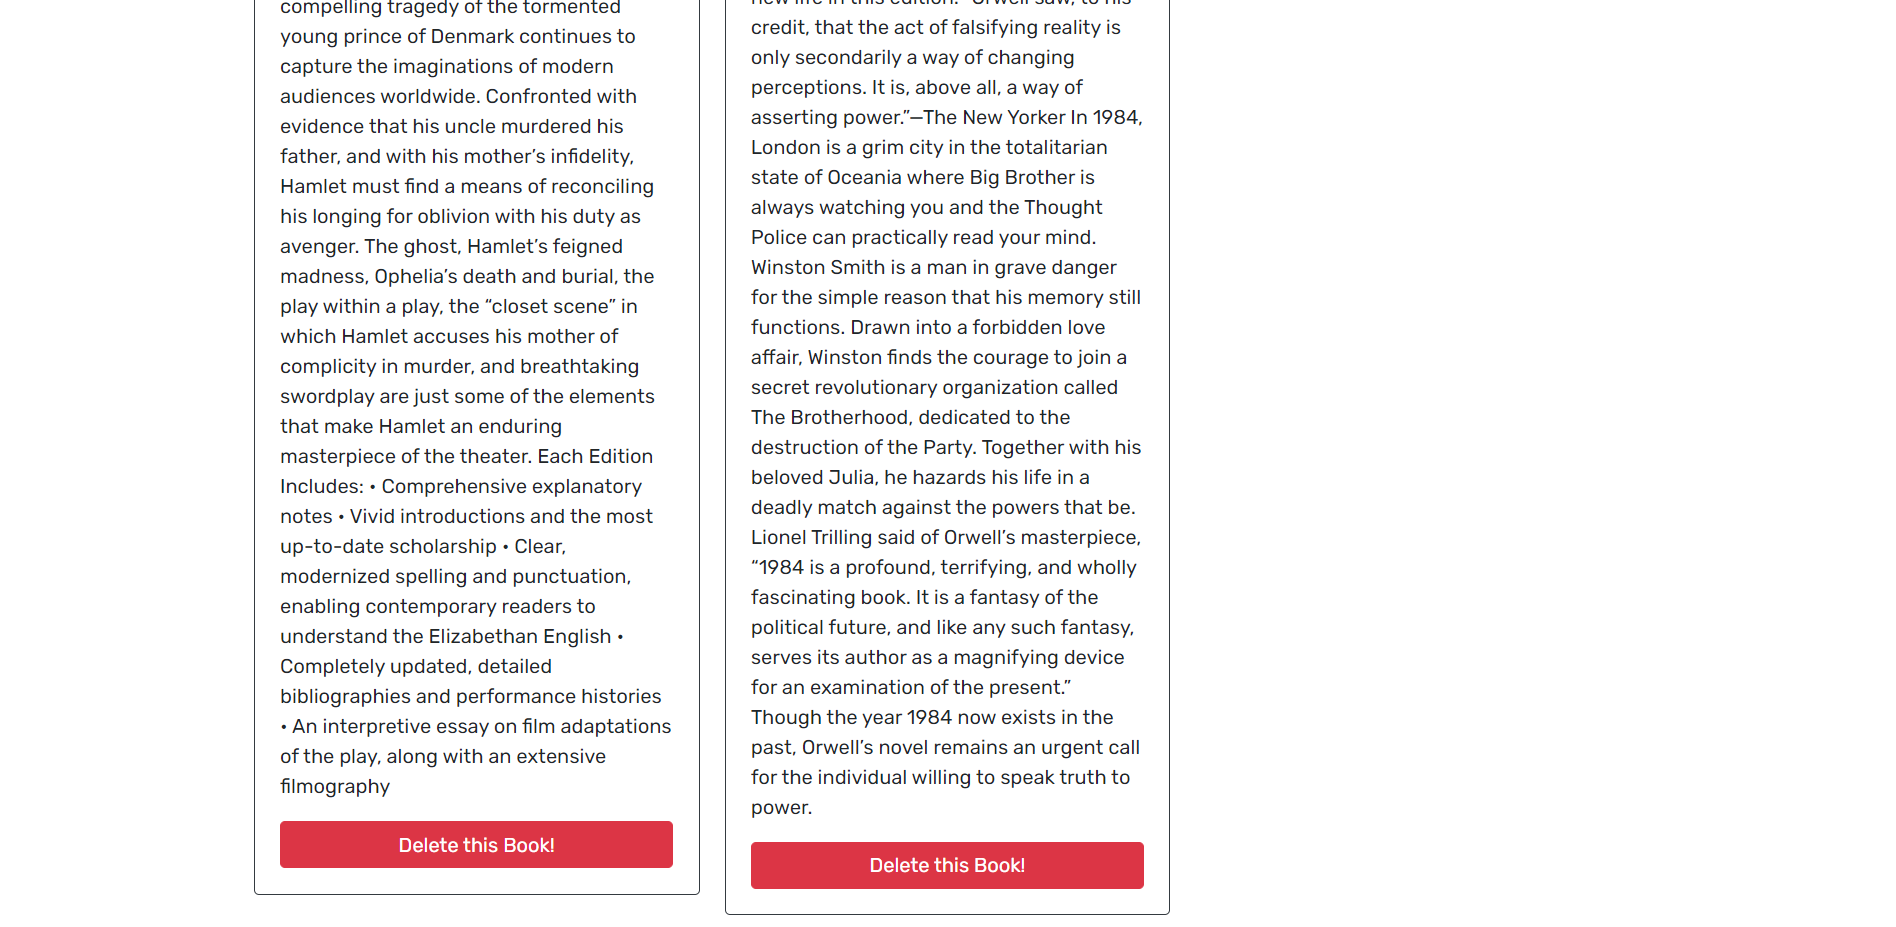 compelling tragedy of the tormented
young prince of Denmark continues to
capture the imaginations of modern
audiences worldwide. Confronted with
evidence that his uncle murdered his
father, and with his mother’s infidelity,
Hamlet must find a means of reconciling
his longing for oblivion with his duty as
avenger. The ghost, Hamlet’s feigned
madness, Ophelia’s death and burial, the
play within a play, the “closet scene” in
which Hamlet accuses his mother of
complicity in murder, and breathtaking
swordplay are just some of the elements
that make Hamlet an enduring
masterpiece of the theater. Each Edition
Includes: • Comprehensive explanatory
notes • Vivid introductions and the most
up-to-date scholarship • Clear,
modernized spelling and punctuation,
enabling contemporary readers to
understand the Elizabethan English •
Completely updated, detailed
bibliographies and performance histories
• An interpretive essay on film adaptations
of the play, along with an extensive
filmography
Delete this Book!
new life in this edition. “Orwell saw, to his
credit, that the act of falsifying reality is
only secondarily a way of changing
perceptions. It is, above all, a way of
asserting power.”—The New Yorker In 1984,
London is a grim city in the totalitarian
state of Oceania where Big Brother is
always watching you and the Thought
Police can practically read your mind.
Winston Smith is a man in grave danger
for the simple reason that his memory still
functions. Drawn into a forbidden love
affair, Winston finds the courage to join a
secret revolutionary organization called
The Brotherhood, dedicated to the
destruction of the Party. Together with his
beloved Julia, he hazards his life in a
deadly match against the powers that be.
Lionel Trilling said of Orwell’s masterpiece,
“1984 is a profound, terrifying, and wholly
fascinating book. It is a fantasy of the
political future, and like any such fantasy,
serves its author as a magnifying device
for an examination of the present.”
Though the year 1984 now exists in the
past, Orwell’s novel remains an urgent call
for the individual willing to speak truth to
power.
Delete this Book!